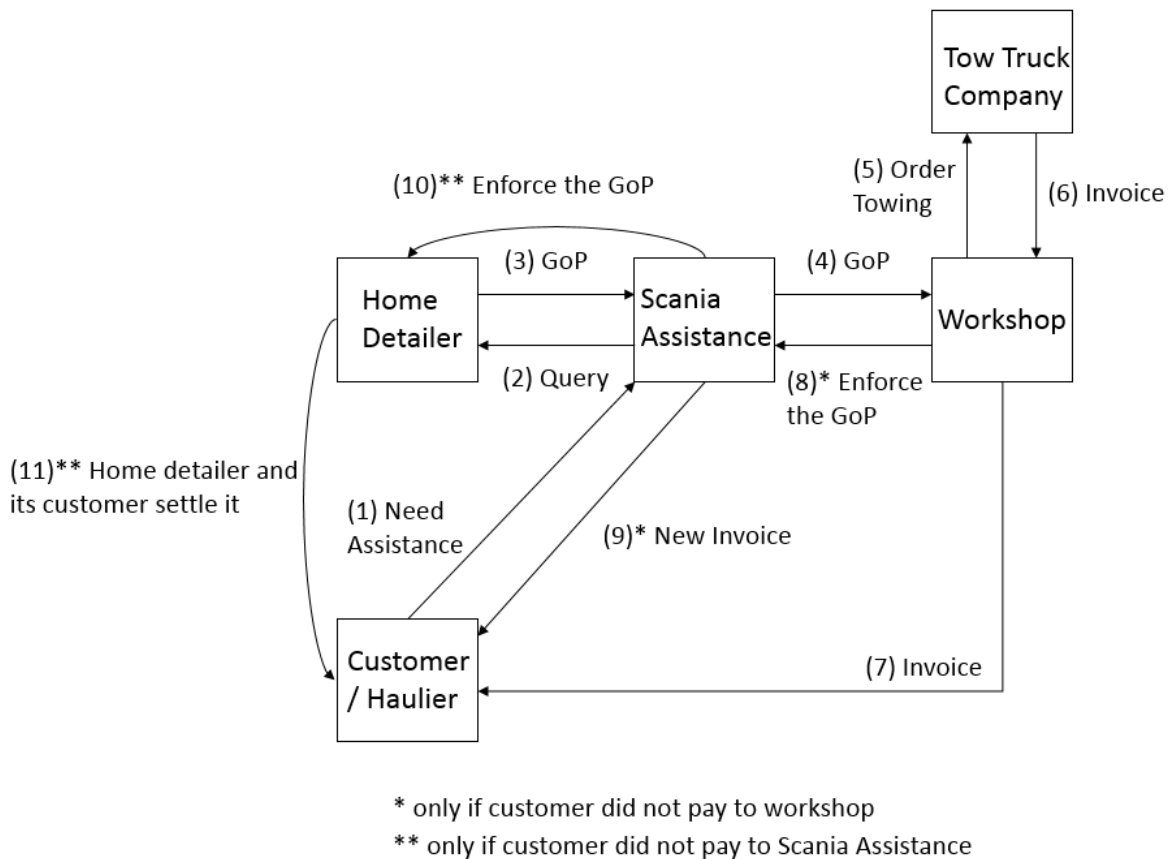 Tow Truck
Company
(10)** Enforce the GoP
(5) Order
Towing
(6) Invoice
(3) GoP
(4) GoP
Home
Detailer
Scania
Assistance
Workshop
(2) Query
(8)* Enforce
the GoP
(11)** Home detailer and
its customer settle it
(1) Need
Assistance
(9)* New Invoice
Customer
/ Haulier
(7) Invoice
* only if customer did not pay to workshop
** only if customer did not pay to Scania Assistance